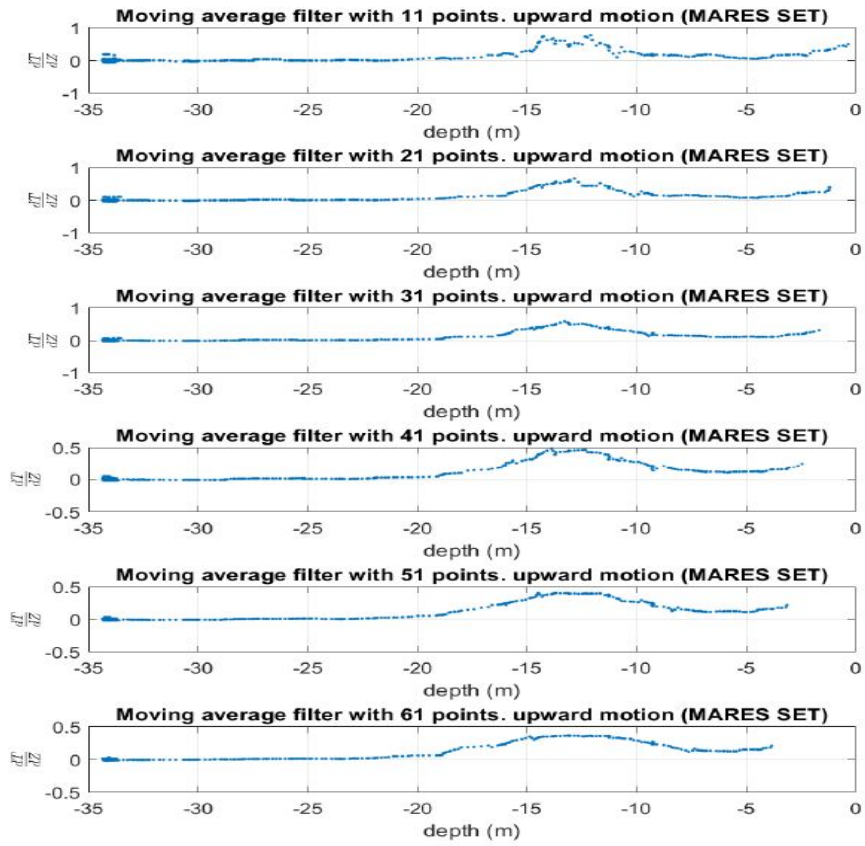 Moving average filter with 11 points. upward motion (MARES SET)
1
0
-1
dT
dZ
-35 -30 -25 -20 -15 -10 -5 0
depth (m)
Moving average filter with 21 points. upward motion (MARES SET)
1
0
-1
dT
dZ
-35 -30 -25 -20 -15 -10 -5 0
depth (m)
Moving average filter with 31 points. upward motion (MARES SET)
1
0
-1
dT
dZ
-35 -30 -25 -20 -15 -10 -5 0
depth (m)
Moving average filter with 41 points. upward motion (MARES SET)
0.5
0
-0.5
dT
dZ
-35 -30 -25 -20 -15 -10 -5 0
depth (m)
Moving average filter with 51 points. upward motion (MARES SET)
0.5
0
-0.5
dT
dZ
-35 -30 -25 -20 -15 -10 -5 0
depth (m)
Moving average filter with 61 points. upward motion (MARES SET)
0.5
0
-0.5
dT
dZ
-35 -30 -25 -20 -15 -10 -5 0
depth (m)